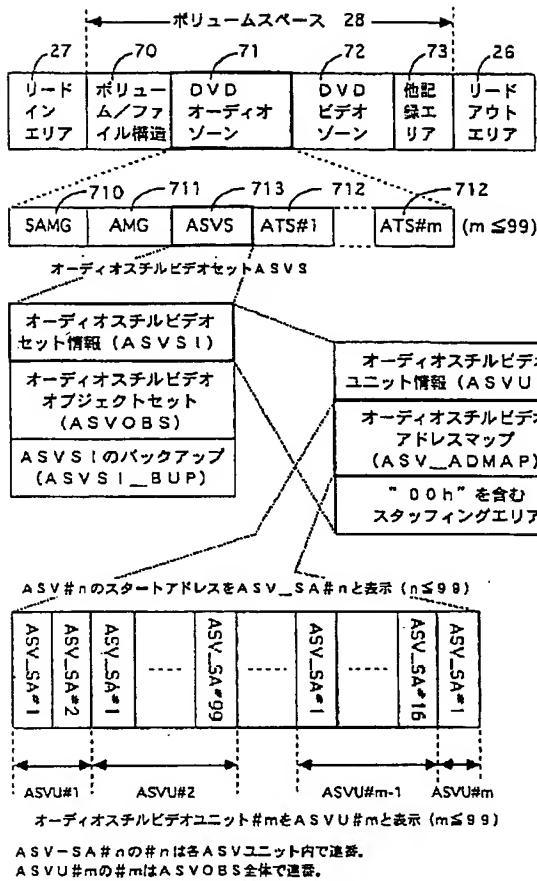 ボリュームスペース 28
27
70
71
72
73
26
リード
イン
エリア
ボリュー
ム/ファ
イル構造
DVD
オーディオ
ゾーン
DVD
ビデオ
ゾーン
他記
録エ
リア
リード
アウト
エリア
710
711
713
712
712
SAMG
AMG
ASVS
ATS#1
ATS#m
(m≦99)
オーディオスチルビデオセットASVS
オーディオスチルビデオ
セット情報(ASVSI)
オーディオスチルビデオ
オブジェクトセット
(ASVOBS)
ASVSIのバックアップ
(ASVSI_BUP)
オーディオスチルビデオ
ユニット情報(ASVU
オーディオスチルビデオ
アドレスマップ
(ASV_ADMAP)
"00h"を含む
スタッフィングエリア
ASV#nのスタートアドレスをASV_SA#nと表示(n≦99)
ASV_SA#1
ASV_SA#2
ASV_SA#1
ASV_SA#99
ASV_SA#1
ASV_SA#16
ASV_SA#1
ASVU#1
ASVU#2
ASVU#m-1
ASVU#m
オーディオスチルビデオユニット#mをASVU#mと表示(m≦99)
ASV-SA#nの#nは各ASVユニット内で連番。
ASVU#mの#mはASVOBS全体で連番。